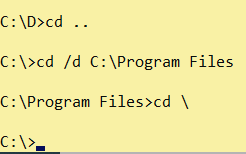 C:\D>cd ..
C:\>cd /d C:\Program Files
C:\Program Files>cd \
C:\>